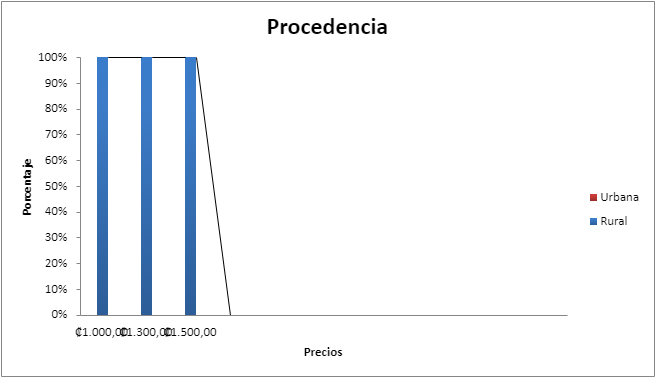 Procedencia
100%
90%
80%
70%
60%
50%
40%
30%
20%
10%
0%
Porcentaje
₡1.000,00 ₡1.300,00 ₡1.500,00
Precios
Urbana
Rural